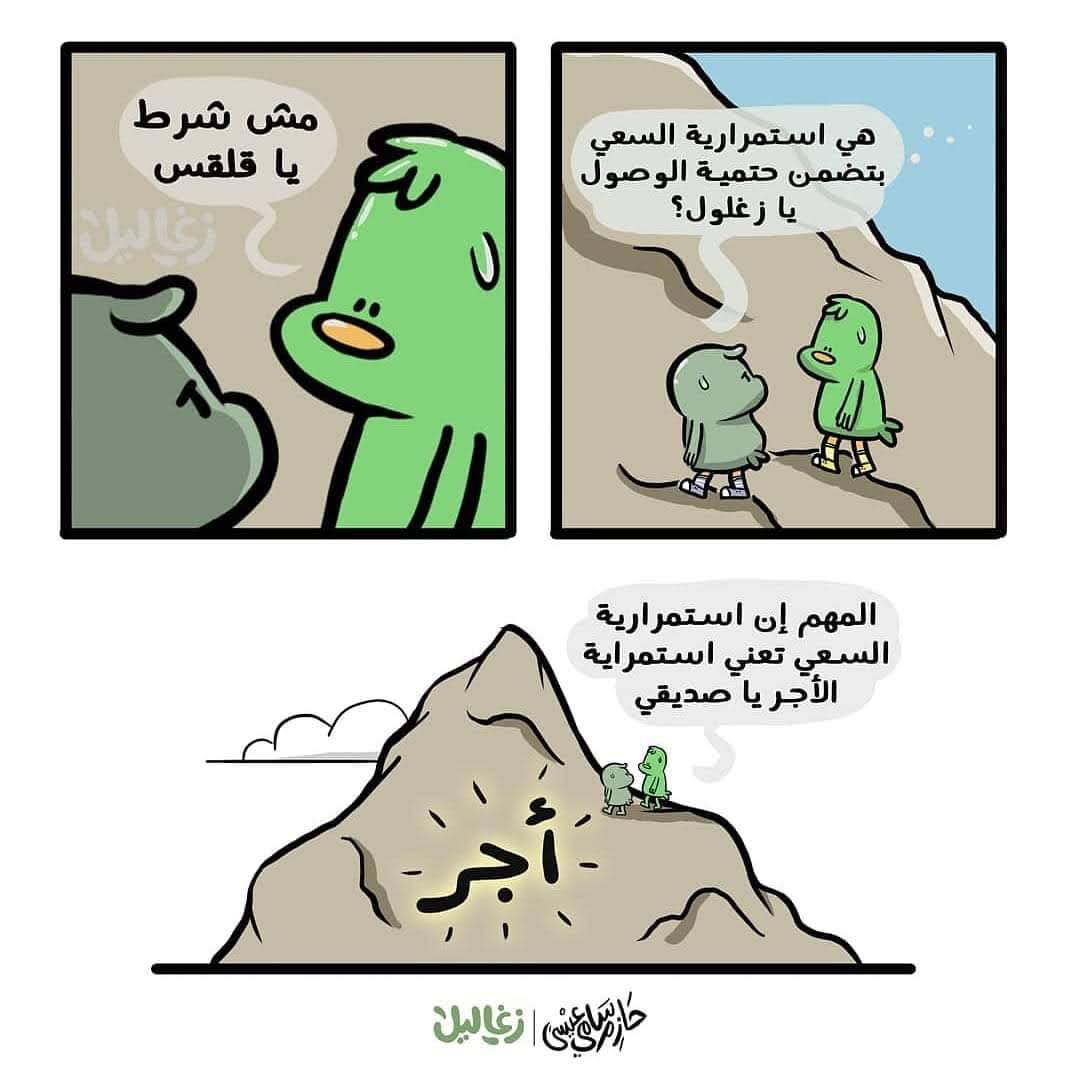 هي استمرارية السعي
بتضمن حتمية الوصول
يا زغلول؟
مش شرط
يا قلقس
زغاليل
المهم إن استمرارية
السعي تعني استمراية
الأجر يا صديقي
أجر
حازم سامي عيسى | زغاليل